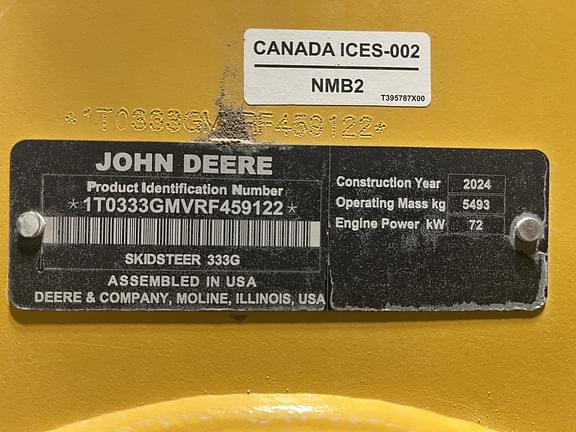 CANADA ICES-002
NMB2
T395787X00
*1T0333GMVRF459122*
JOHN DEERE
Product Identification Number
*1T0333GMVRF459122*
SKIDSTEER 333G
ASSEMBLED IN USA
DEERE & COMPANY, MOLINE, ILLINOIS, USA
Construction Year 2024
Operating Mass kg 5493
Engine Power kW 72